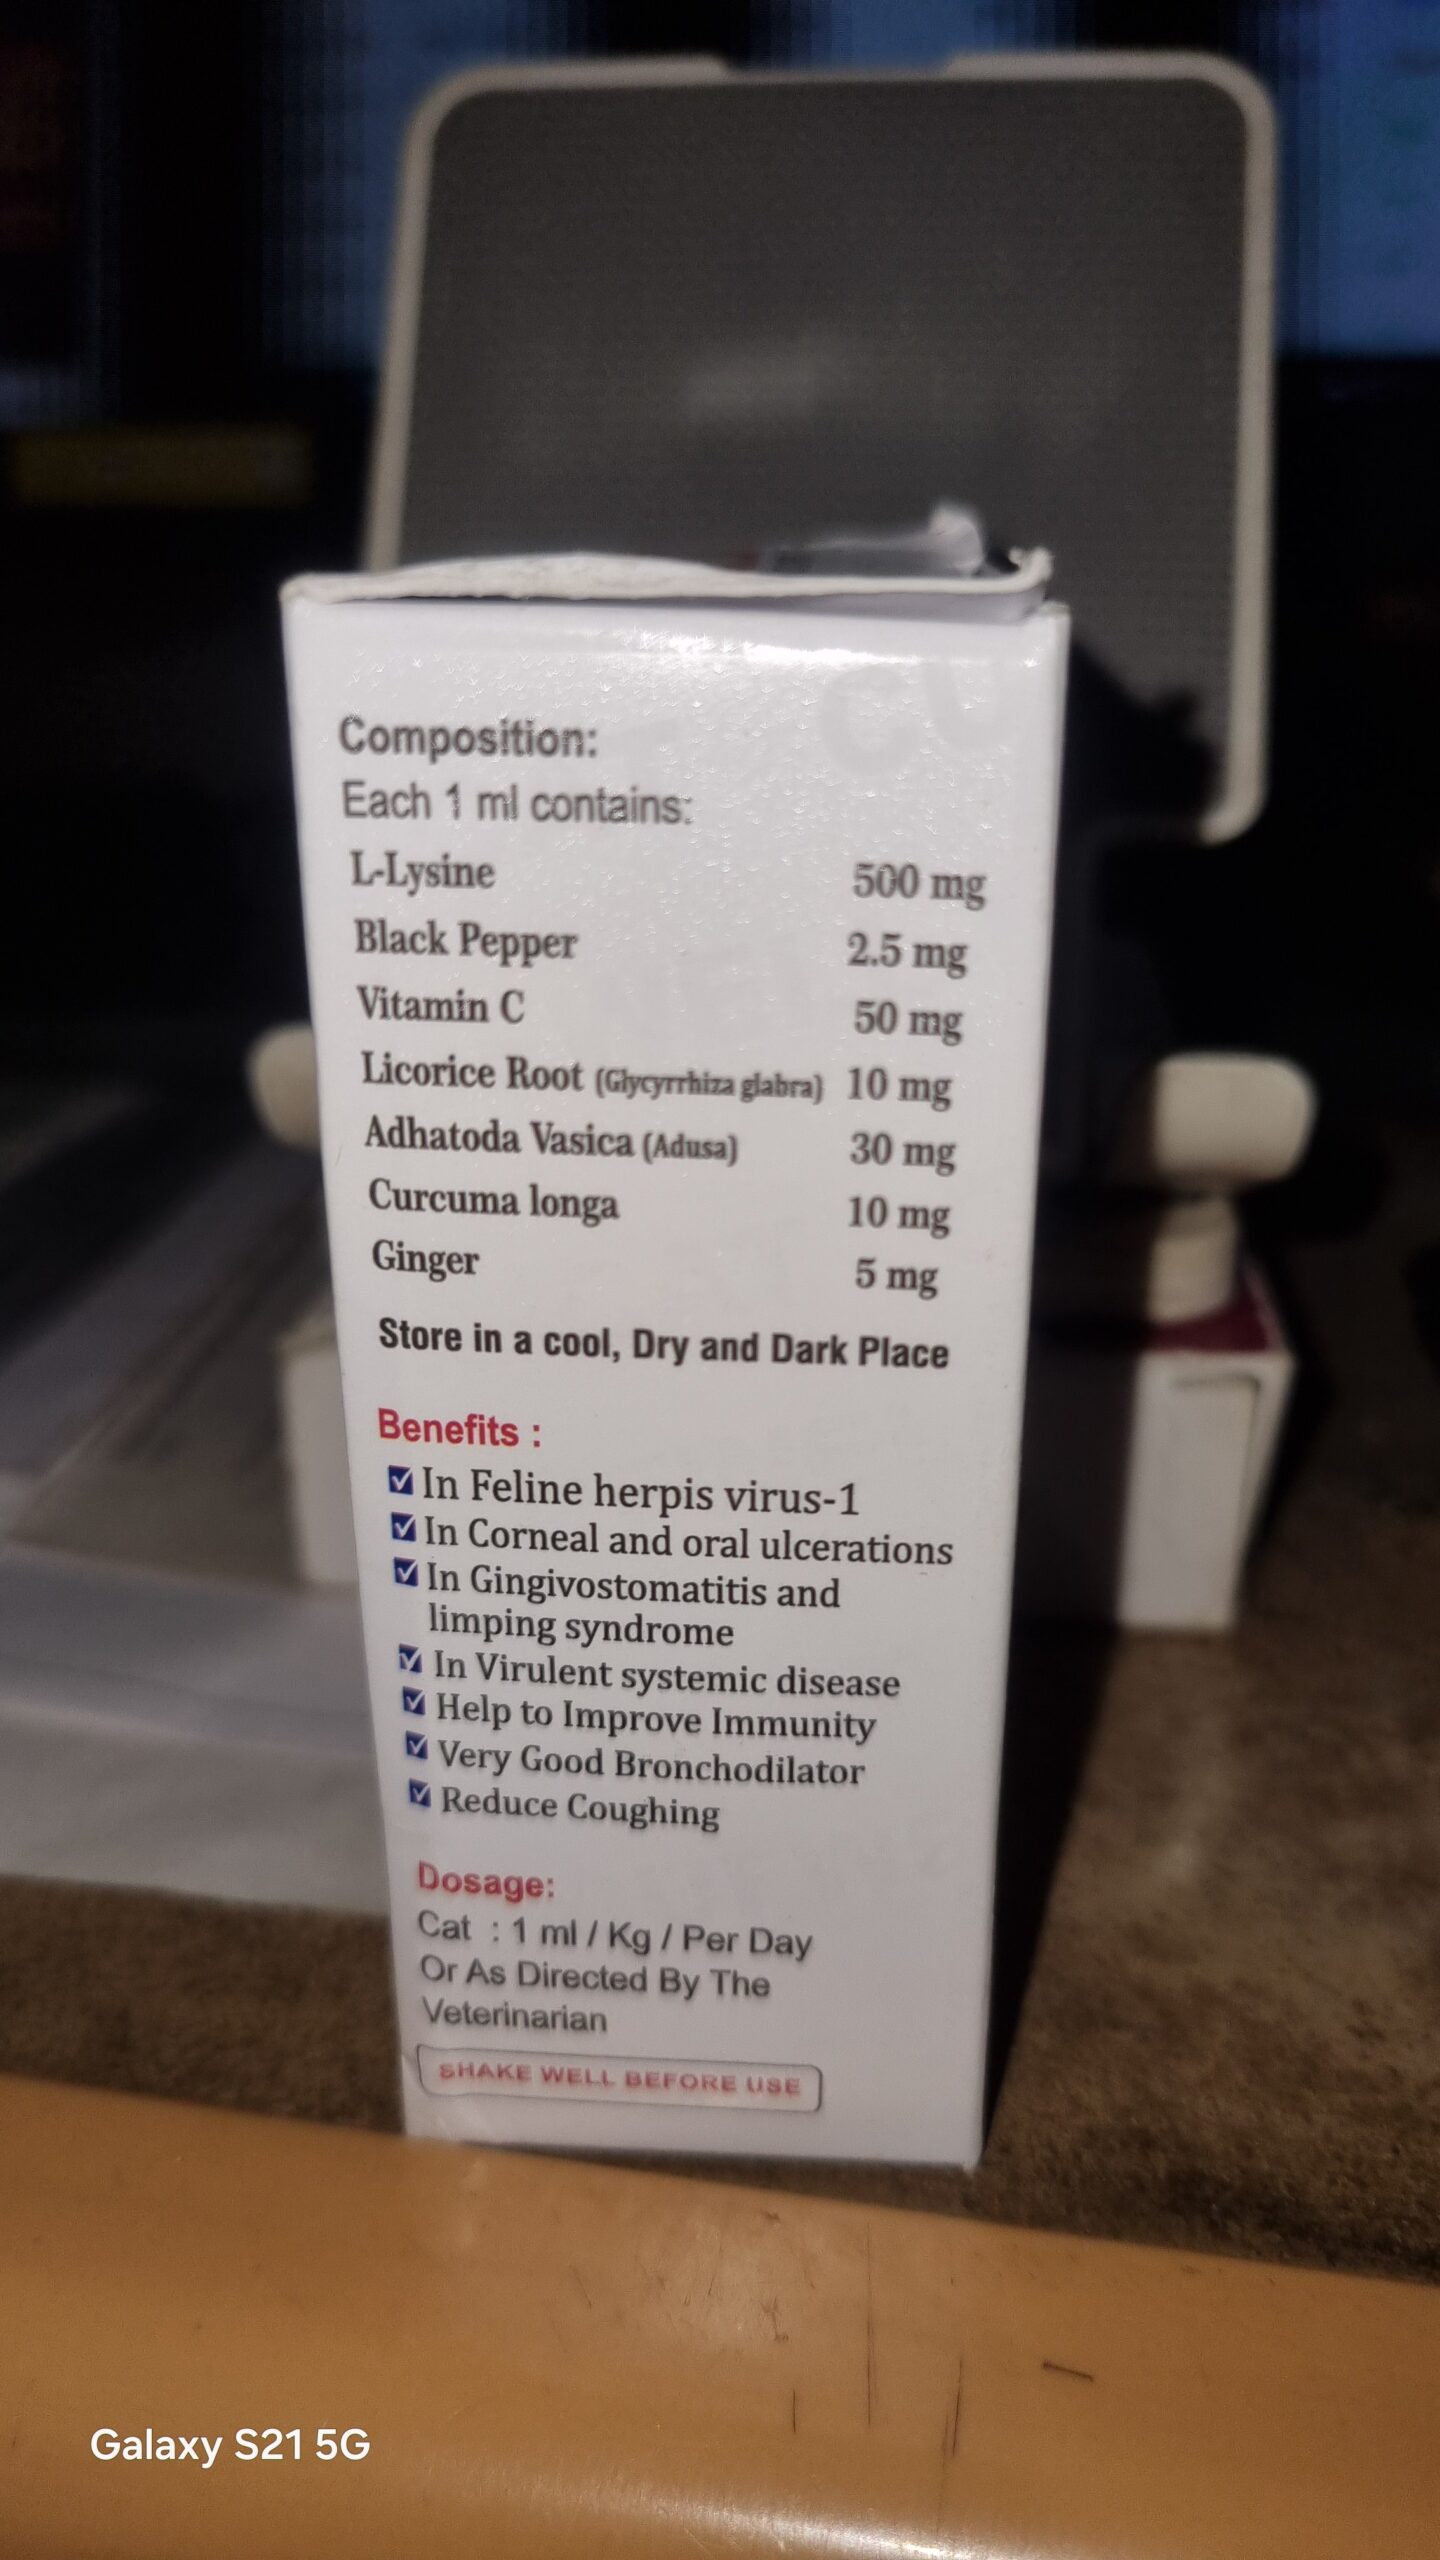 Composition:
Each 1 ml contains:
L-Lysine 500 mg
Black Pepper 2.5 mg
Vitamin C 50 mg
Licorice Root (Glycyrrhiza glabra) 10 mg
Adhatoda Vasica (Adusa) 30 mg
Curcuma longa 10 mg
Ginger 5 mg
Store in a cool, Dry and Dark Place
Benefits :
In Feline herpis virus-1
In Corneal and oral ulcerations
In Gingivostomatitis and
limping syndrome
In Virulent systemic disease
Help to Improve Immunity
Very Good Bronchodilator
Reduce Coughing
Dosage:
Cat : 1 ml / Kg / Per Day
Or As Directed By The
Veterinarian
SHAKE WELL BEFORE USE
Galaxy S21 5G